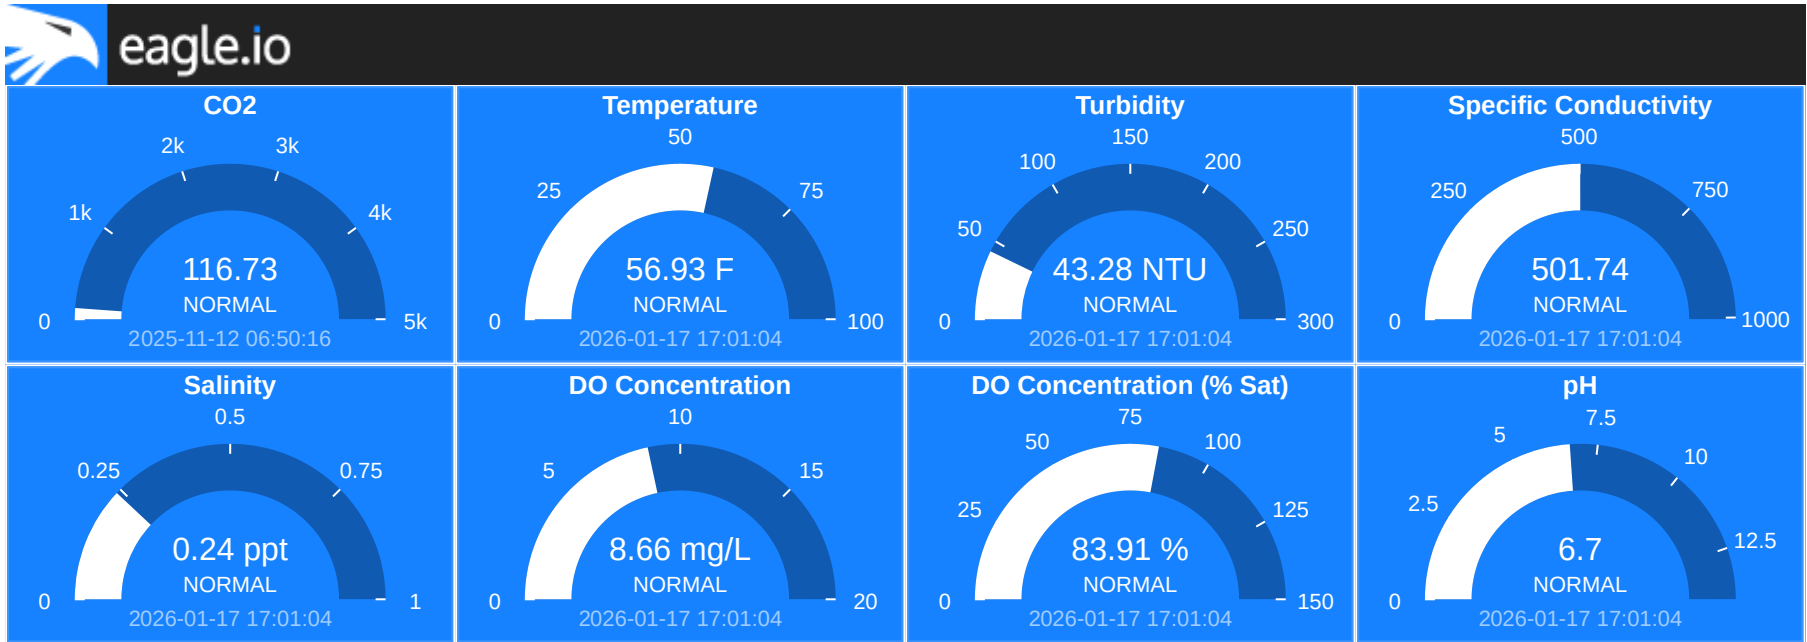 eagle.io
CO2
0
1k
2k
3k
4k
5k
116.73
NORMAL
2025-11-12 06:50:16
Temperature
0
25
50
75
100
56.93 F
NORMAL
2026-01-17 17:01:04
Turbidity
0
50
100
150
200
250
300
43.28 NTU
NORMAL
2026-01-17 17:01:04
Specific Conductivity
0
250
500
750
1000
501.74
NORMAL
2026-01-17 17:01:04
Salinity
0
0.25
0.5
0.75
1
0.24 ppt
NORMAL
2026-01-17 17:01:04
DO Concentration
0
5
10
15
20
8.66 mg/L
NORMAL
2026-01-17 17:01:04
DO Concentration (% Sat)
0
25
50
75
100
125
150
83.91 %
NORMAL
2026-01-17 17:01:04
pH
0
2.5
5
7.5
10
12.5
6.7
NORMAL
2026-01-17 17:01:04